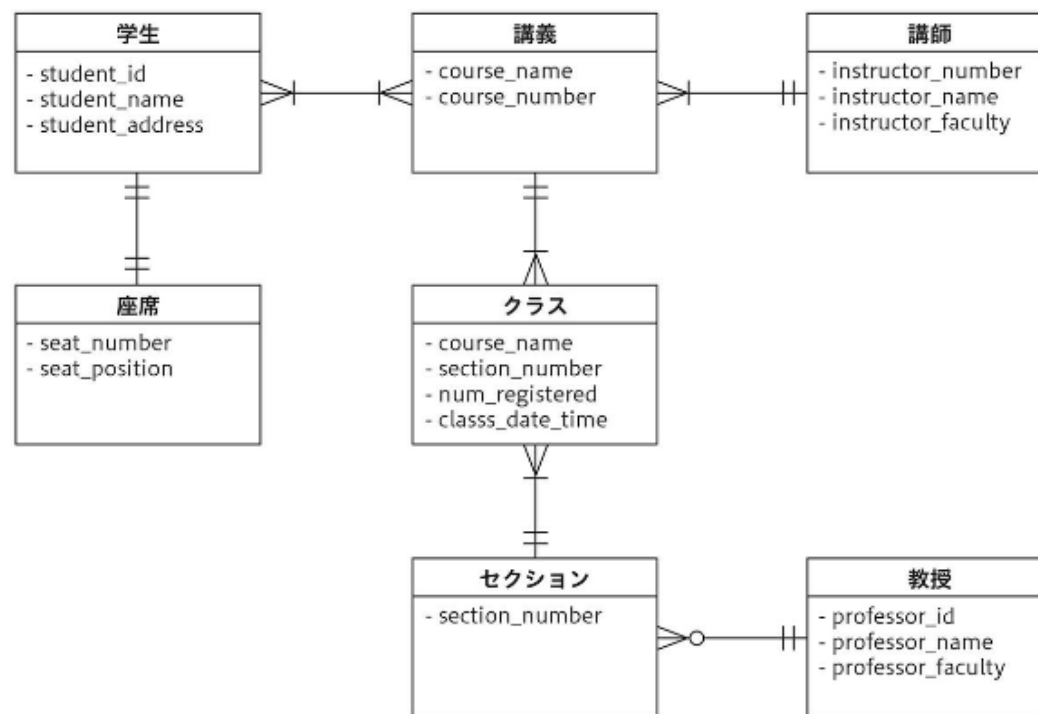 学生
- student_id
- student_name
- student_address
講義
- course_name
- course_number
講師
- instructor_number
- instructor_name
- instructor_faculty
座席
- seat_number
- seat_position
クラス
- course_name
- section_number
- num_registered
- classs_date_time
セクション
- section_number
教授
- professor_id
- professor_name
- professor_faculty